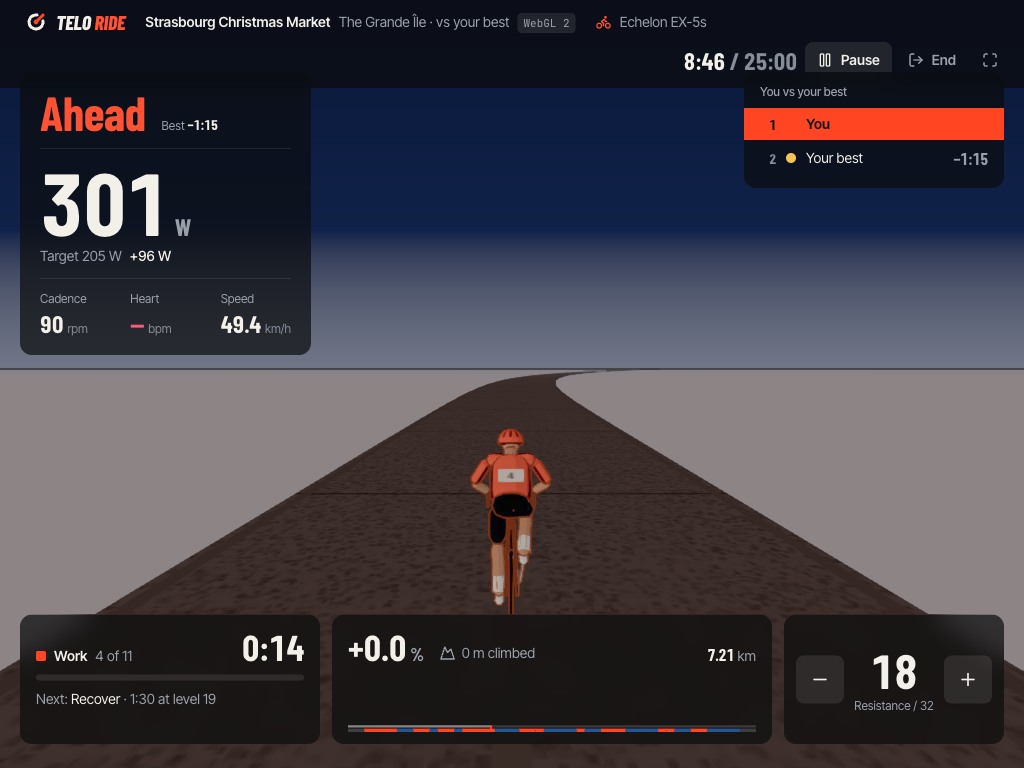 TELO RIDE Strasbourg Christmas Market The Grande Île · vs your best WebGL 2 Echelon EX-5s
8:46 / 25:00 Pause End
Ahead Best −1:15
301 W
Target 205 W +96 W
Cadence Heart Speed
90 rpm — bpm 49.4 km/h
You vs your best
1 You
2 Your best −1:15
4
Work 4 of 11 0:14
Next: Recover · 1:30 at level 19
+0.0 % 0 m climbed 7.21 km
− 18 +
Resistance / 32